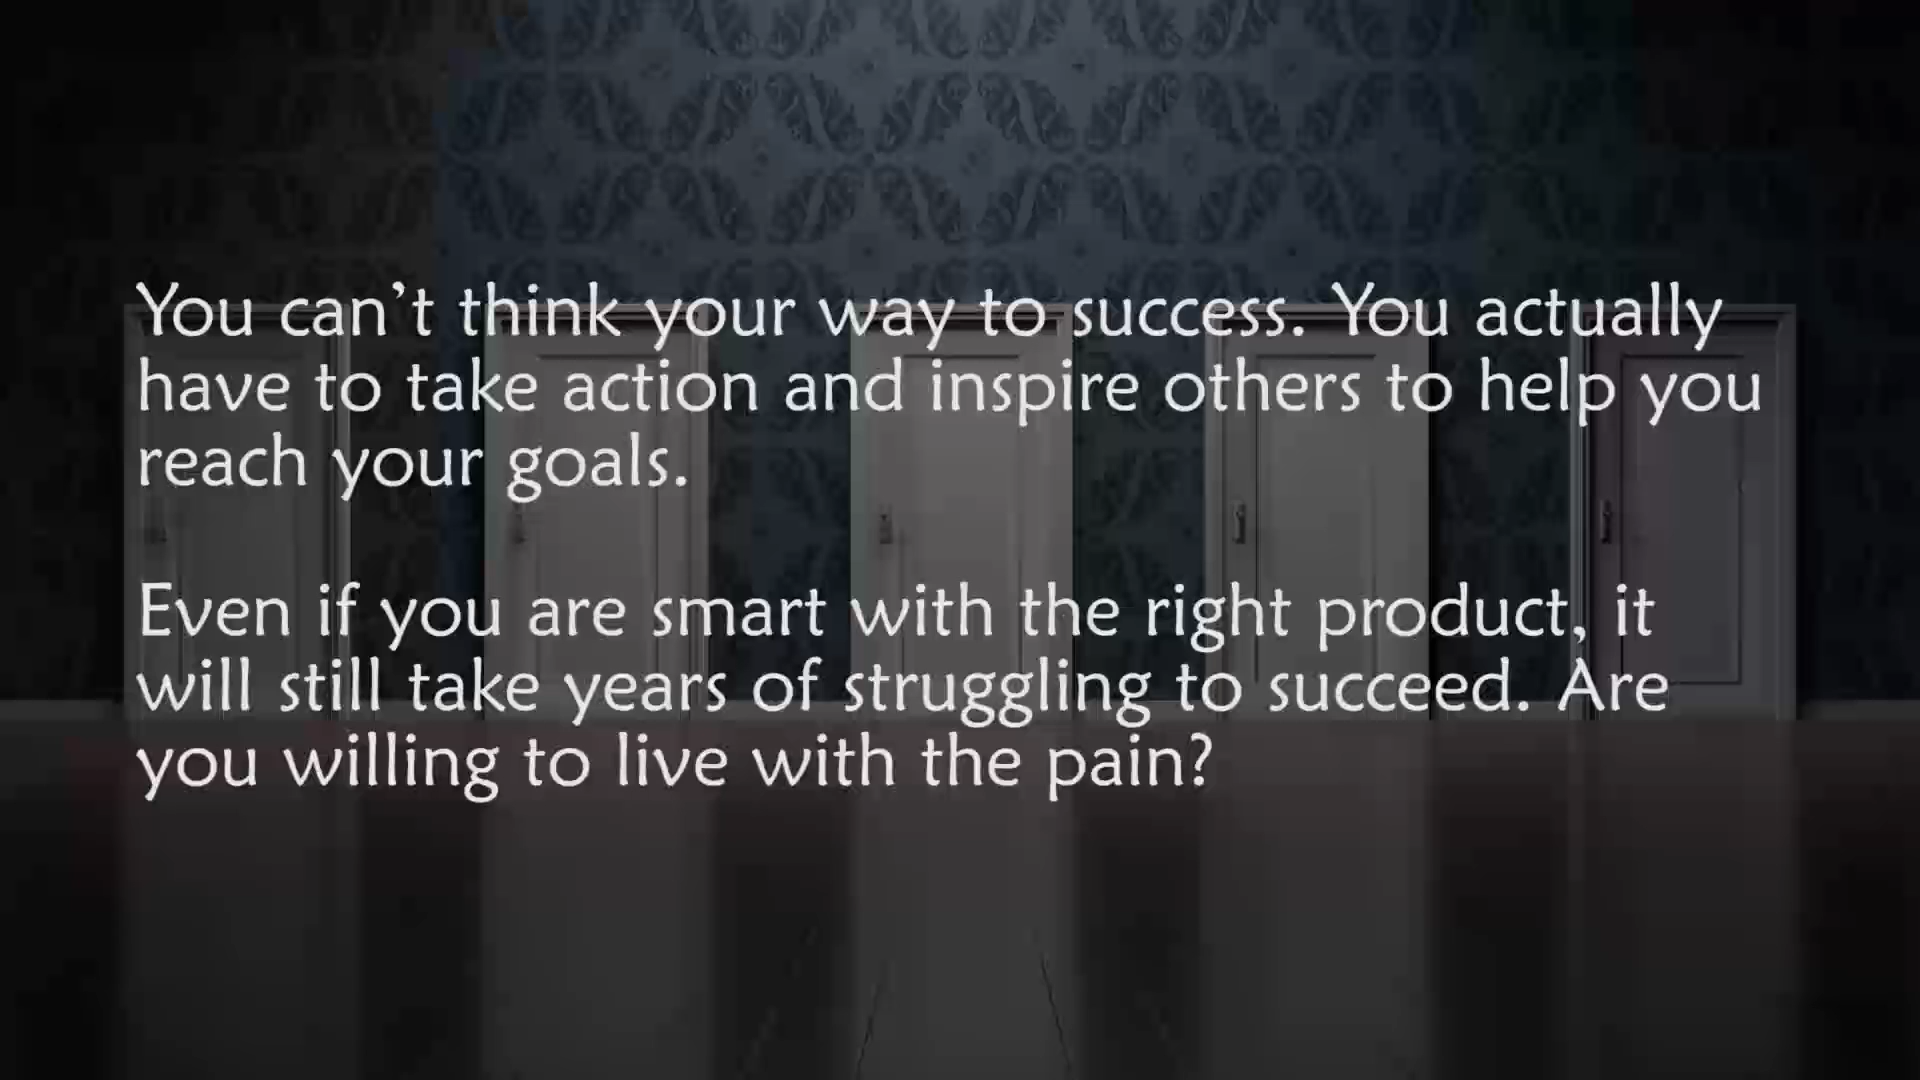 You can’t think your way to success. You actually
have to take action and inspire others to help you
reach your goals.
Even if you are smart with the right product, it
will still take years of struggling to succeed. Are
you willing to live with the pain?